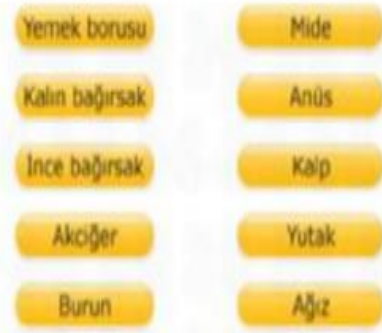 Yemek borusu
Mide
Kalın bağırsak
Anüs
İnce bağırsak
Kalp
Akciğer
Yutak
Burun
Ağız